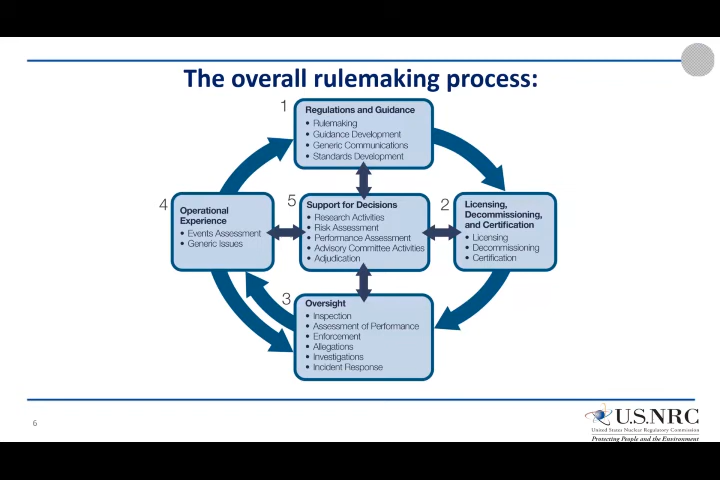 The overall rulemaking process:
1
Regulations and Guidance
• Rulemaking
• Guidance Development
• Generic Communications
• Standards Development
4
Operational
Experience
• Events Assessment
• Generic Issues
5
Support for Decisions
• Research Activities
• Risk Assessment
• Performance Assessment
• Advisory Committee Activities
• Adjudication
2
Licensing,
Decommissioning,
and Certification
• Licensing
• Decommissioning
• Certification
3
Oversight
• Inspection
• Assessment of Performance
• Enforcement
• Allegations
• Investigations
• Incident Response
6
U.S.NRC
United States Nuclear Regulatory Commission
Protecting People and the Environment